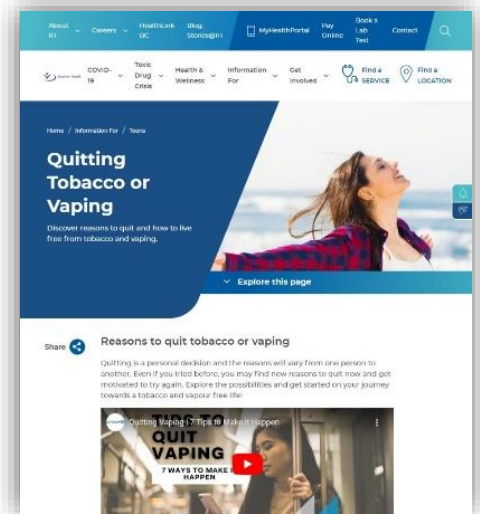 About IH
Careers
HealthLink BC
Blog: Stories@IH
MyHealthPortal
Pay Online
Book a Lab Test
Contact
Interior Health
COVID-19
Toxic Drug Crisis
Health & Wellness
Information For
Get Involved
Find a SERVICE
Find a LOCATION
Home / Information For / Teens
Quitting
Tobacco or
Vaping
Discover reasons to quit and how to live
free from tobacco and vaping.
Explore this page
Share
Reasons to quit tobacco or vaping
Quitting is a personal decision and the reasons will vary from one person to
another. Even if you tried before, you may find new reasons to quit now and get
motivated to try again. Explore the possibilities and get started on your journey
towards a tobacco and vapour free life:
Quitting Vaping | 7 Tips to Make it Happen
TIPS TO
QUIT
VAPING
7 WAYS TO MAKE IT
HAPPEN